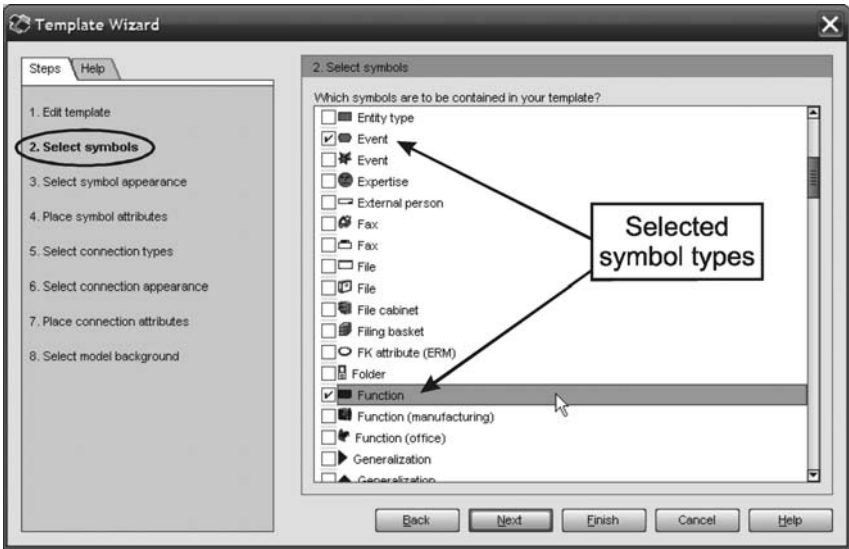 Template Wizard
Steps
Help
1. Edit template
2. Select symbols
3. Select symbol appearance
4. Place symbol attributes
5. Select connection types
6. Select connection appearance
7. Place connection attributes
8. Select model background
2. Select symbols
Which symbols are to be contained in your template?
Entity type
Event
Event
Expertise
External person
Fax
Fax
File
File
File cabinet
Filing basket
FK attribute (ERM)
Folder
Function
Function (manufacturing)
Function (office)
Generalization
Generalization
Selected
symbol types
Back
Next
Finish
Cancel
Help